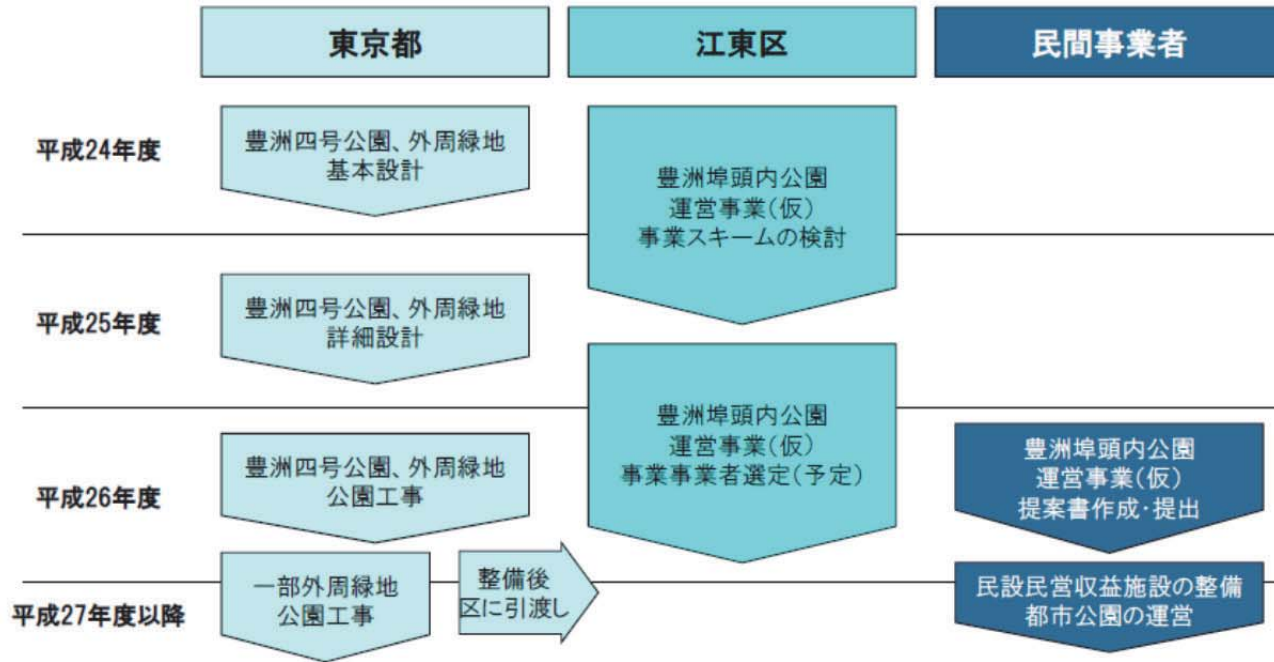 東京都
江東区
民間事業者
平成24年度
豊洲四号公園、外周緑地
基本設計
豊洲埠頭内公園
運営事業(仮)
事業スキームの検討
平成25年度
豊洲四号公園、外周緑地
詳細設計
豊洲埠頭内公園
運営事業(仮)
事業事業者選定(予定)
平成26年度
豊洲四号公園、外周緑地
公園工事
豊洲埠頭内公園
運営事業(仮)
提案書作成・提出
平成27年度以降
一部外周緑地
公園工事
整備後
区に引渡し
民設民営収益施設の整備
都市公園の運営